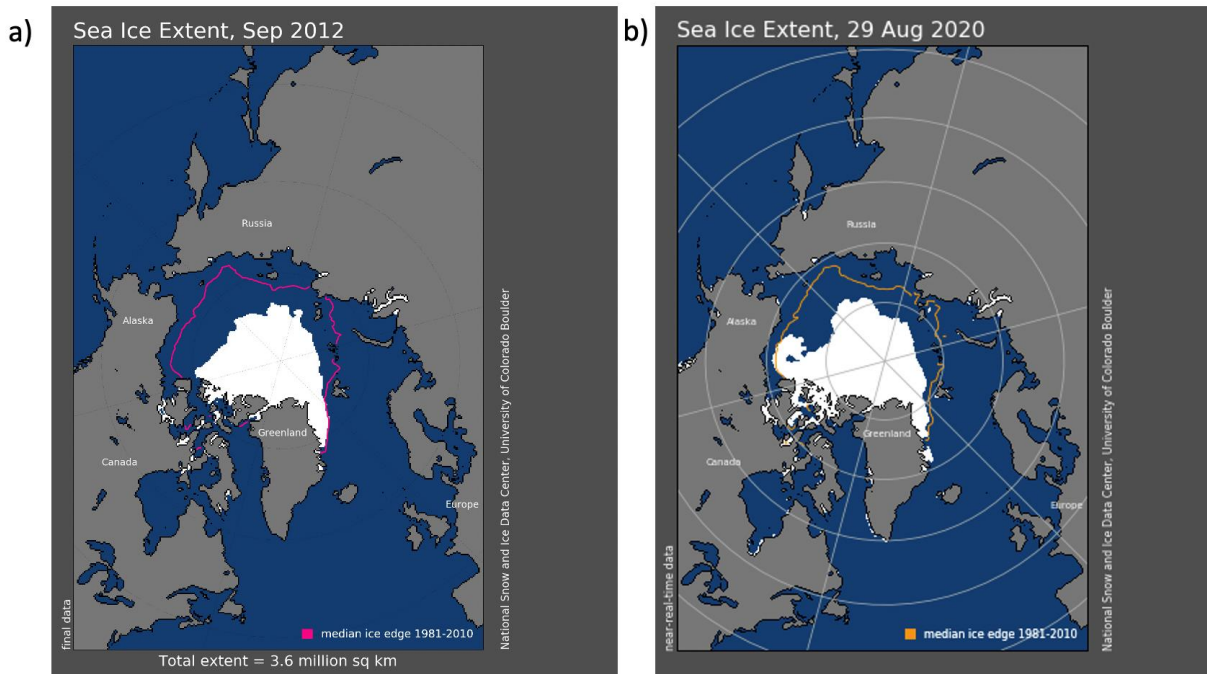 a)
Sea Ice Extent, Sep 2012
Russia
Alaska
Greenland
Canada
Europe
final data
median ice edge 1981-2010
Total extent = 3.6 million sq km
National Snow and Ice Data Center, University of Colorado Boulder
b)
Sea Ice Extent, 29 Aug 2020
Russia
Alaska
Greenland
Canada
Europe
near-real-time data
median ice edge 1981-2010
National Snow and Ice Data Center, University of Colorado Boulder